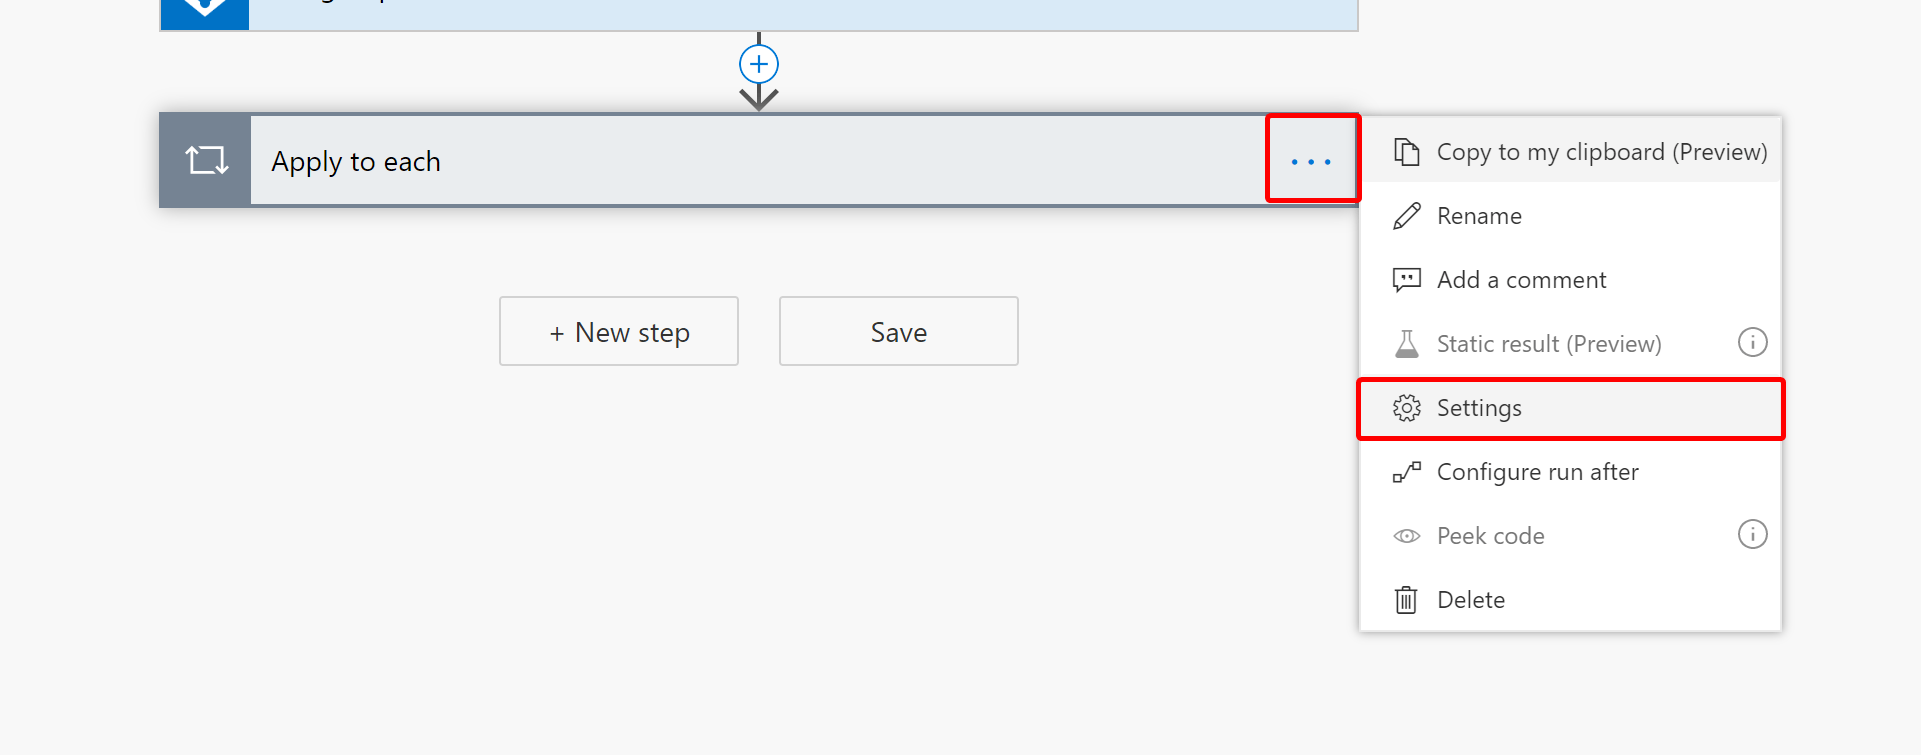 Apply to each
...
+ New step
Save
Copy to my clipboard (Preview)
Rename
Add a comment
Static result (Preview)
Settings
Configure run after
Peek code
Delete